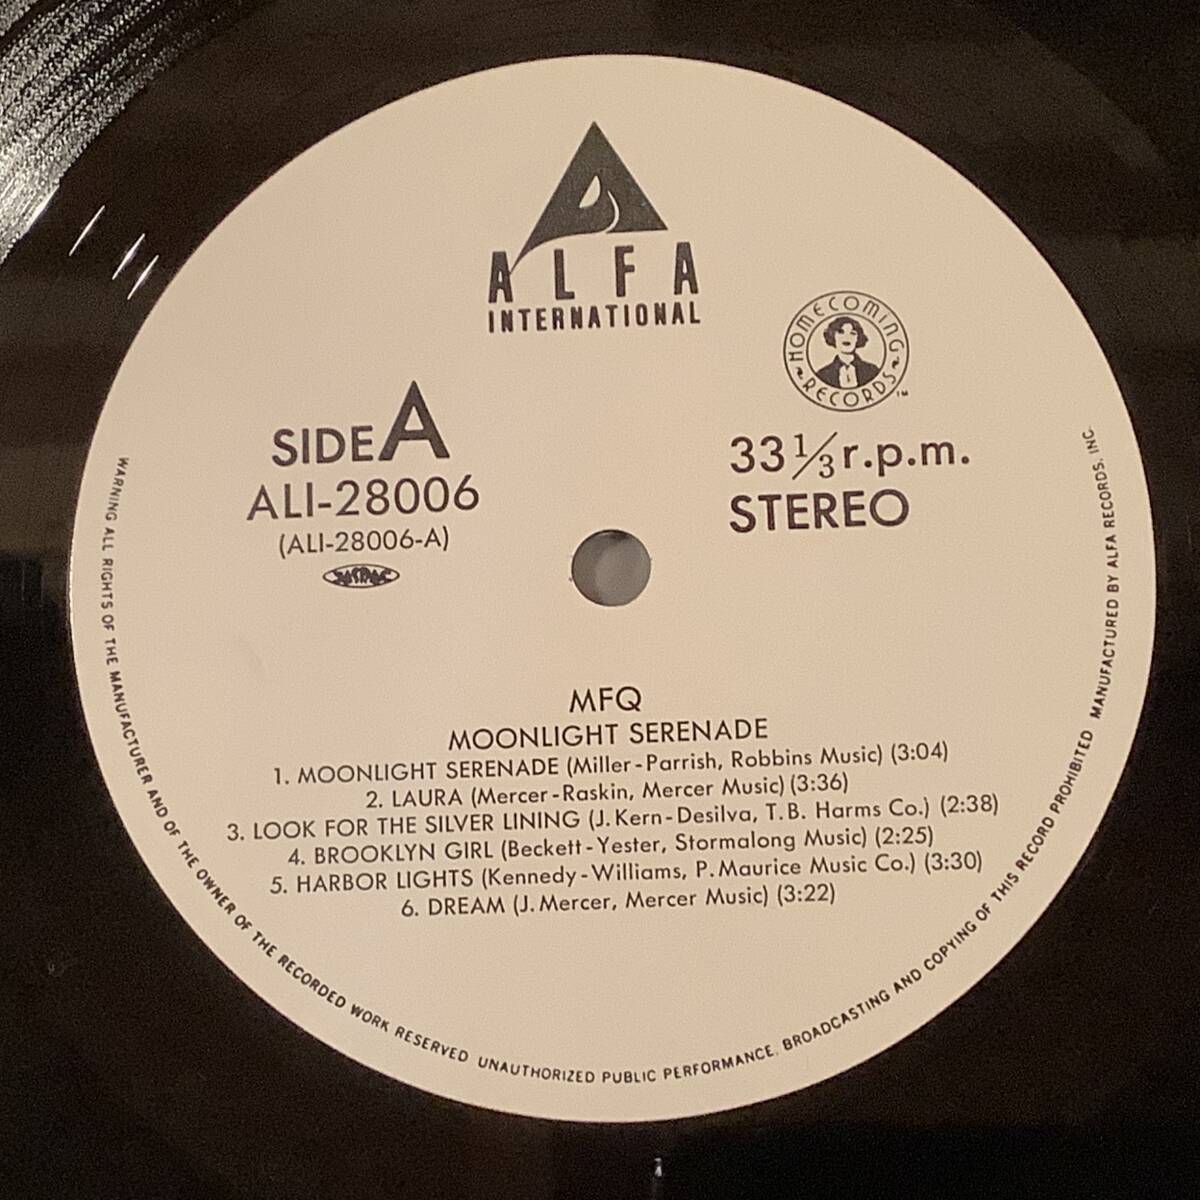 ALFA
INTERNATIONAL
HOMECOMING
RECORDS™
SIDE A
ALI-28006
(ALI-28006-A)
JASRAC
33 1/3 r.p.m.
STEREO
MFQ
MOONLIGHT SERENADE
1. MOONLIGHT SERENADE (Miller-Parrish, Robbins Music) (3:04)
2. LAURA (Mercer-Raskin, Mercer Music) (3:36)
3. LOOK FOR THE SILVER LINING (J. Kern-Desilva, T.B. Harms Co.) (2:38)
4. BROOKLYN GIRL (Beckett-Yester, Stormalong Music) (2:25)
5. HARBOR LIGHTS (Kennedy-Williams, P. Maurice Music Co.) (3:30)
6. DREAM (J. Mercer, Mercer Music) (3:22)
WARNING ALL RIGHTS OF THE MANUFACTURER AND OF THE OWNER OF THE RECORDED WORK RESERVED UNAUTHORIZED PUBLIC PERFORMANCE, BROADCASTING AND COPYING OF THIS RECORD PROHIBITED MANUFACTURED BY ALFA RECORDS, INC.